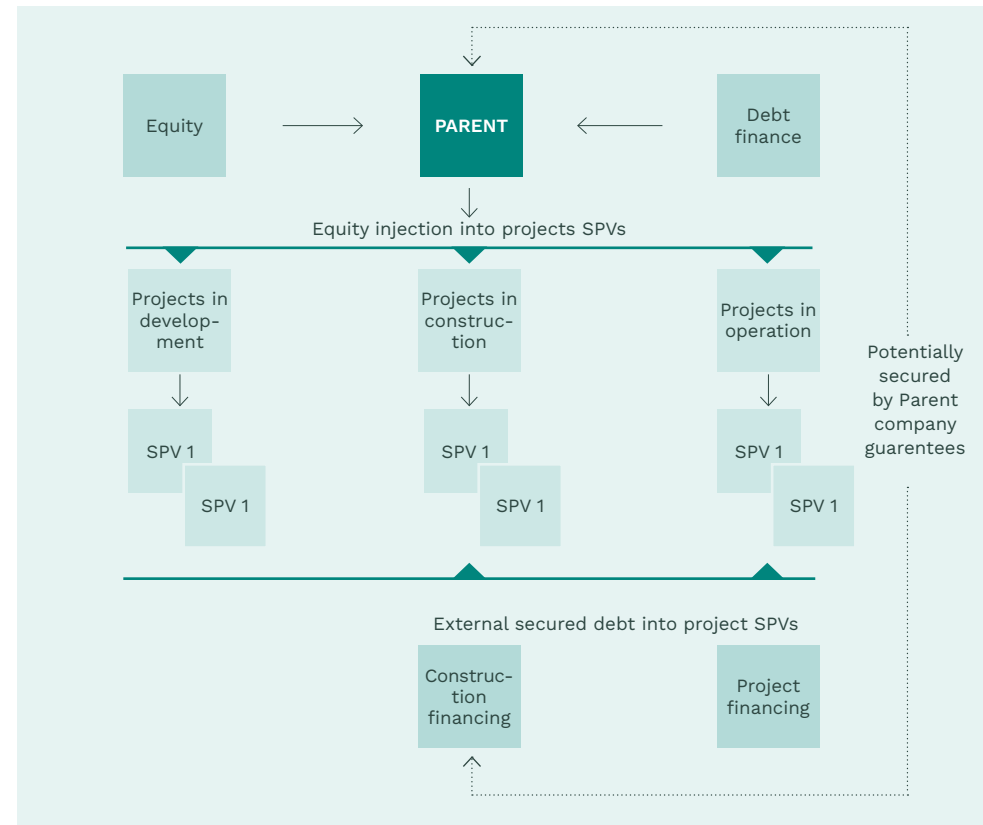 Equity
PARENT
Debt
finance
Equity injection into projects SPVs
Projects in
develop-
ment
Projects in
construc-
tion
Projects in
operation
Potentially
secured
by Parent
company
guarentees
SPV 1
SPV 1
SPV 1
SPV 1
SPV 1
SPV 1
External secured debt into project SPVs
Construc-
tion
financing
Project
financing